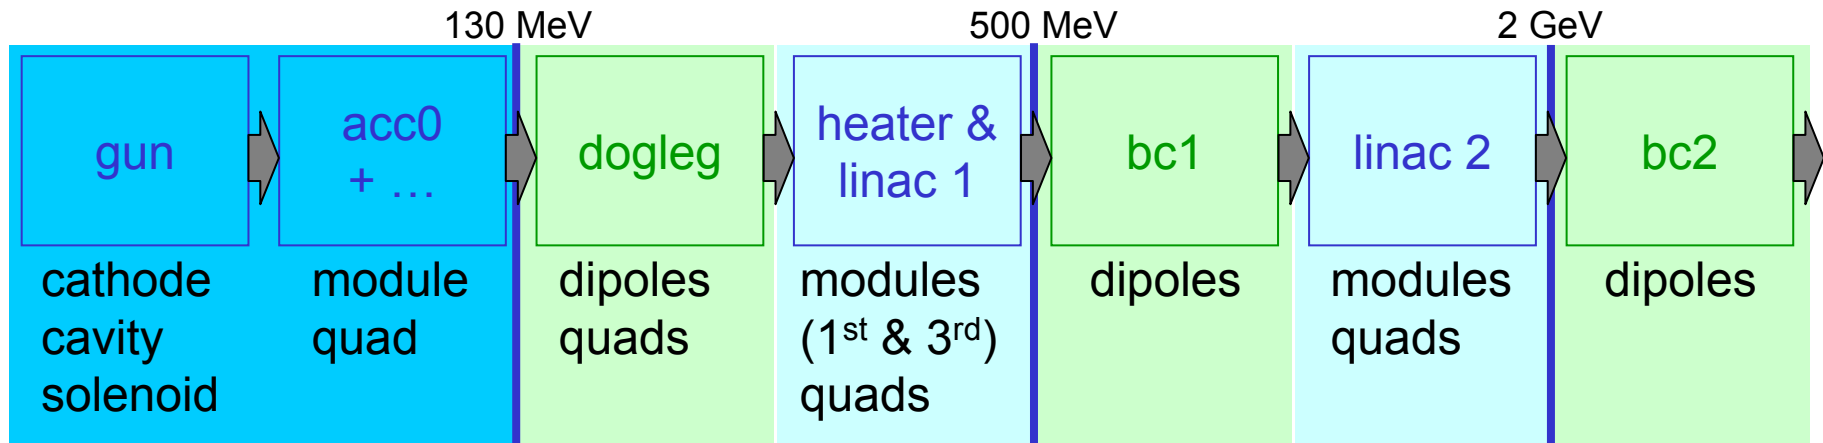 130 MeV
500 MeV
2 GeV
gun
acc0
+ …
dogleg
heater &
linac 1
bc1
linac 2
bc2
cathode
cavity
solenoid
module
quad
dipoles
quads
modules
(1st & 3rd)
quads
dipoles
modules
quads
dipoles